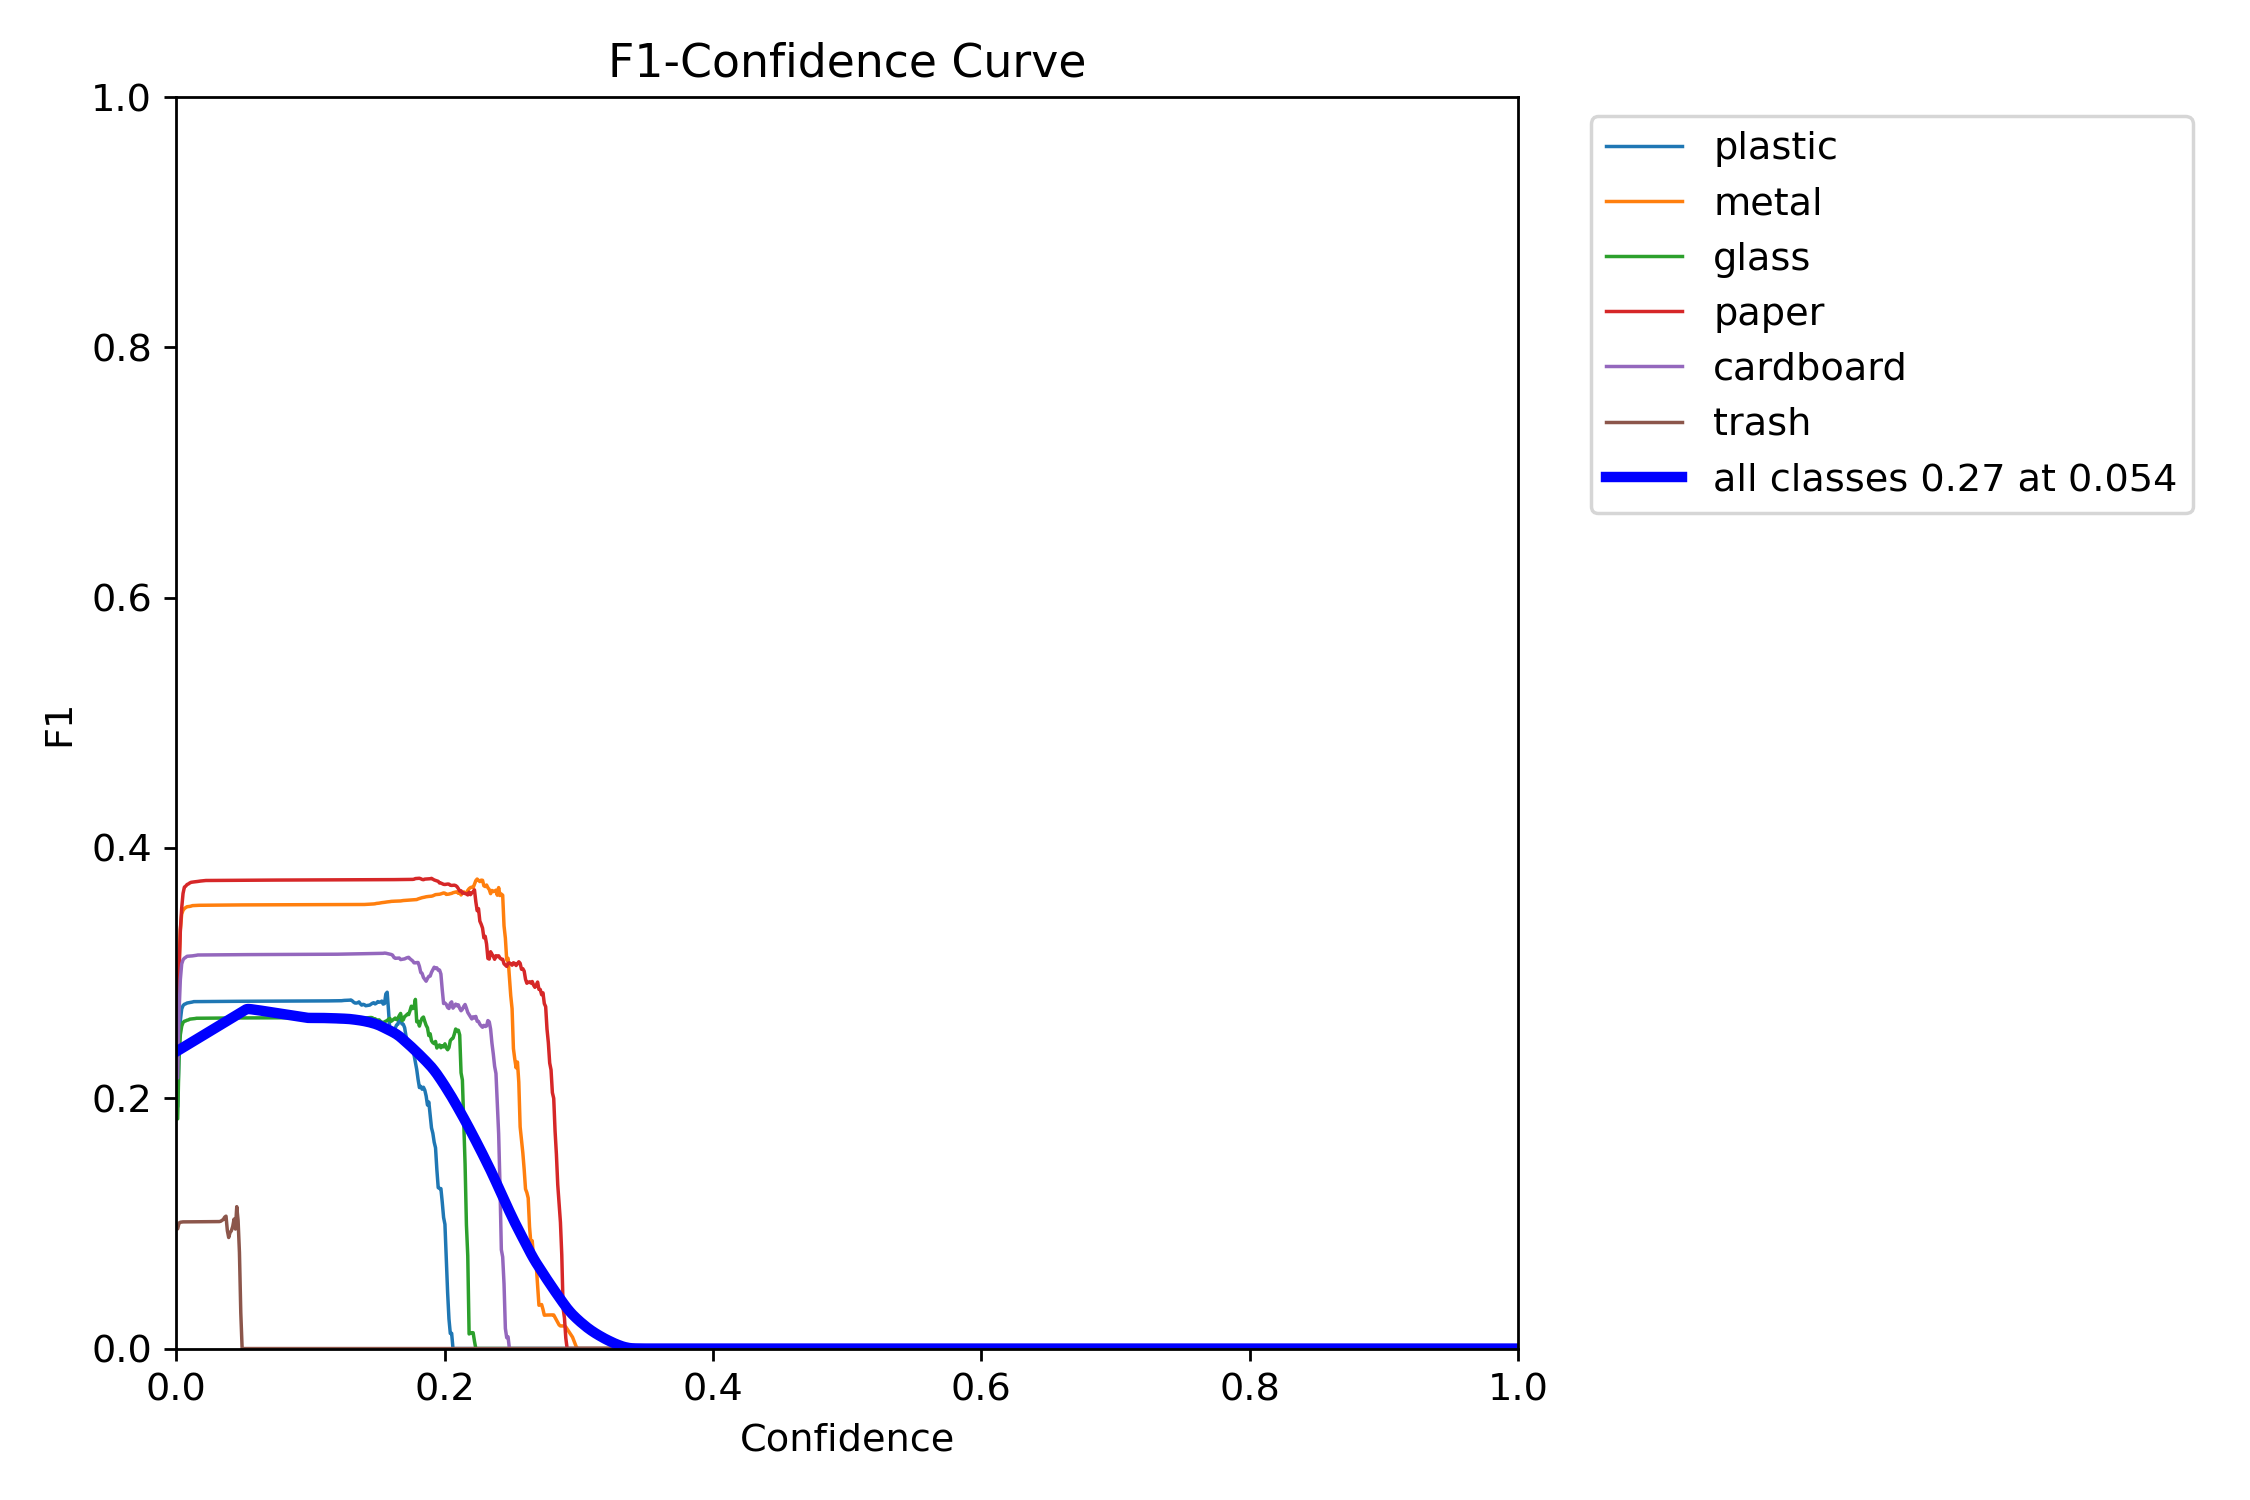 F1-Confidence Curve
1.0
0.8
0.6
0.4
0.2
0.0
F1
0.0 0.2 0.4 0.6 0.8 1.0
Confidence
plastic
metal
glass
paper
cardboard
trash
all classes 0.27 at 0.054